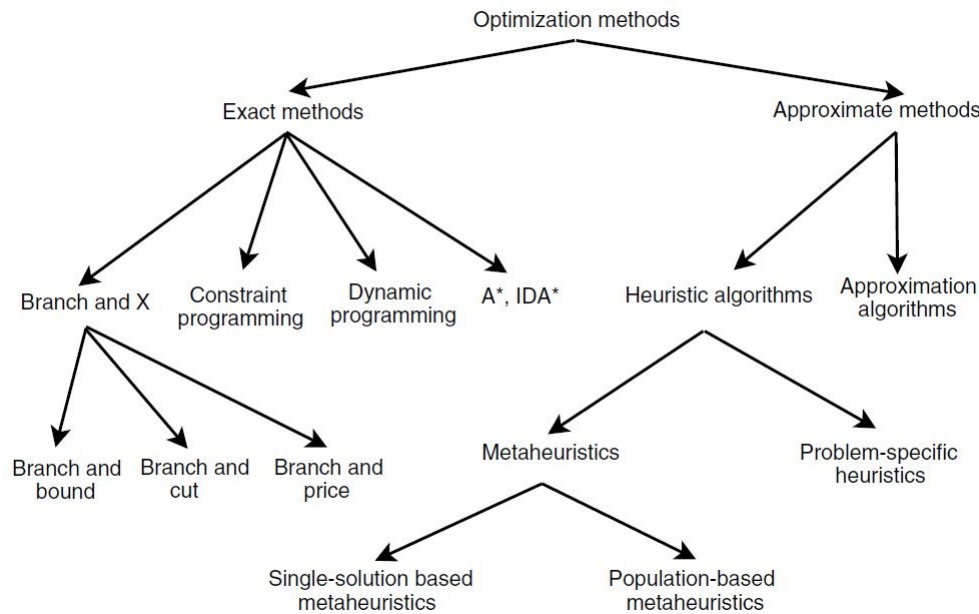 Optimization methods
Exact methods
Approximate methods
Branch and X
Constraint
programming
Dynamic
programming
A*, IDA*
Heuristic algorithms
Approximation
algorithms
Branch and
bound
Branch and
cut
Branch and
price
Metaheuristics
Problem-specific
heuristics
Single-solution based
metaheuristics
Population-based
metaheuristics